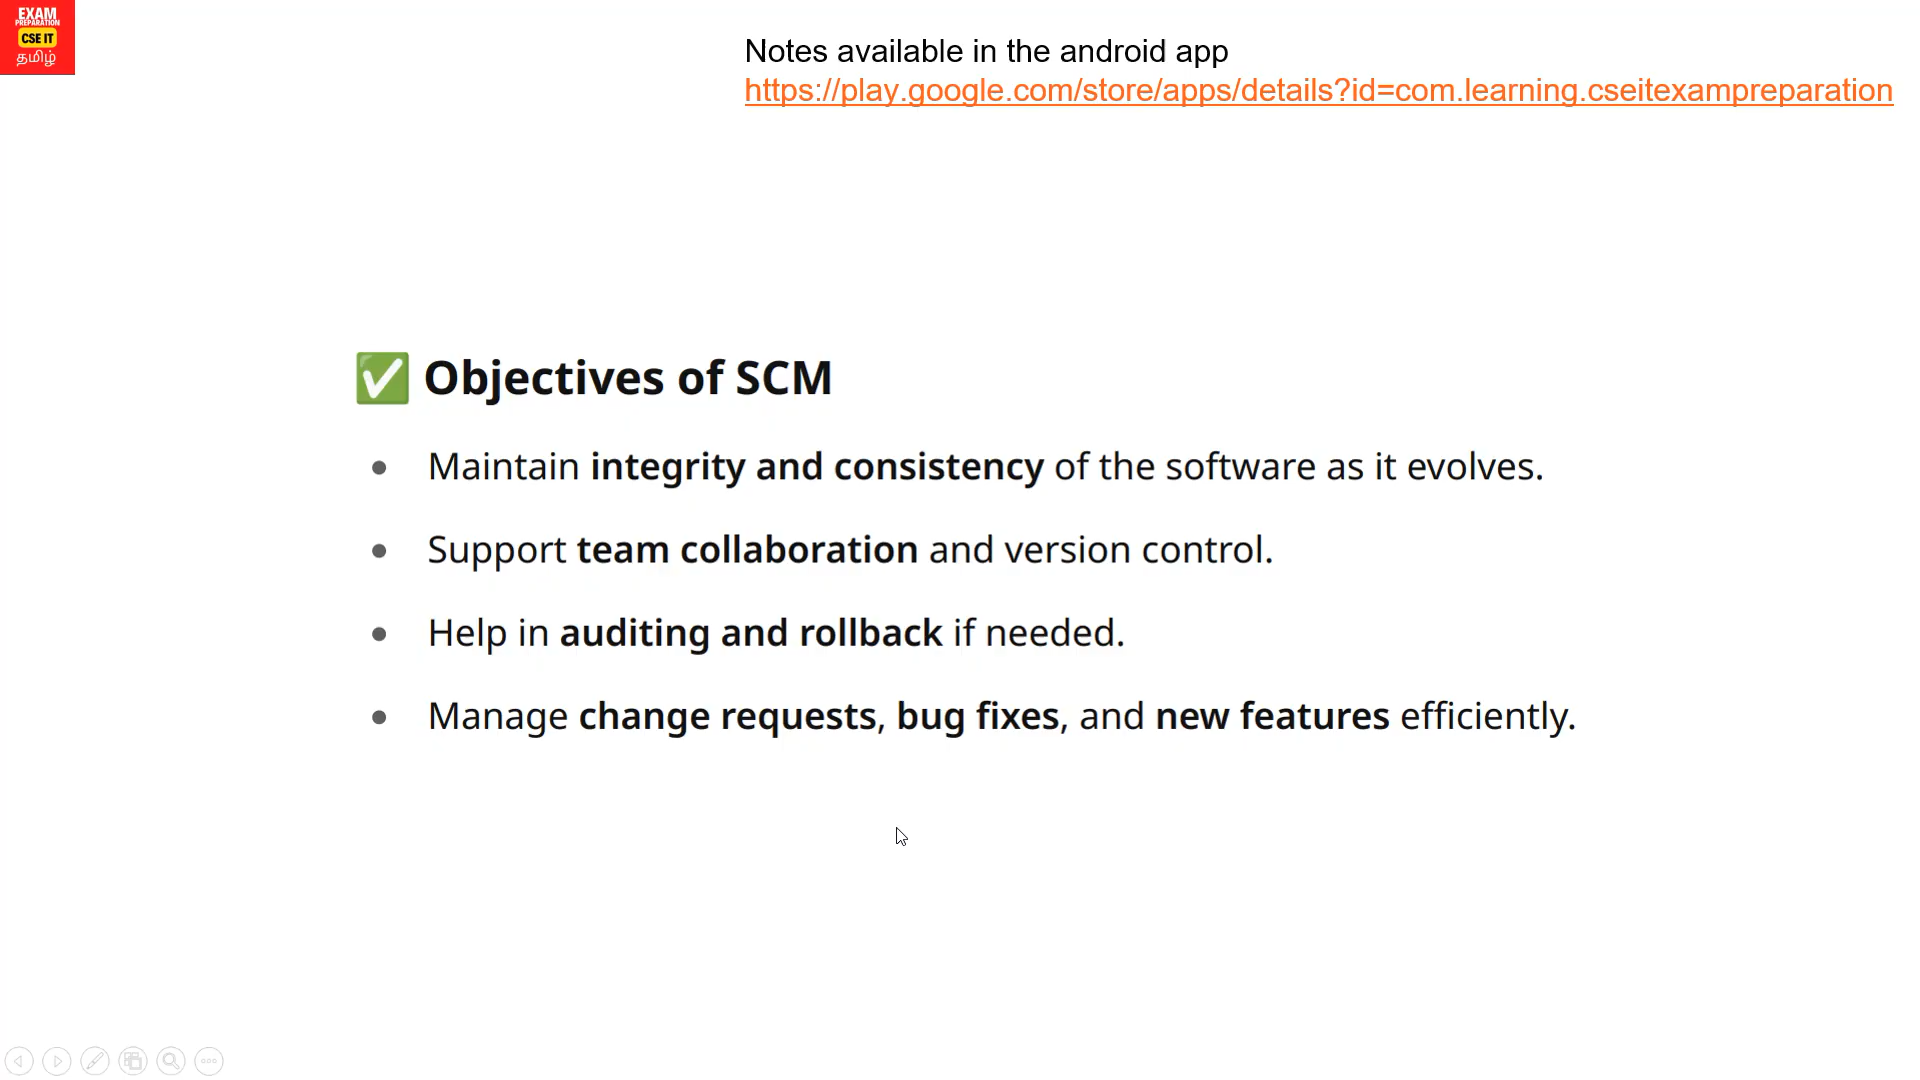 EXAM
PREPARATION
CSE IT
தமிழ்
Notes available in the android app
https://play.google.com/store/apps/details?id=com.learning.cseitexampreparation
✅ Objectives of SCM
• Maintain integrity and consistency of the software as it evolves.
• Support team collaboration and version control.
• Help in auditing and rollback if needed.
• Manage change requests, bug fixes, and new features efficiently.